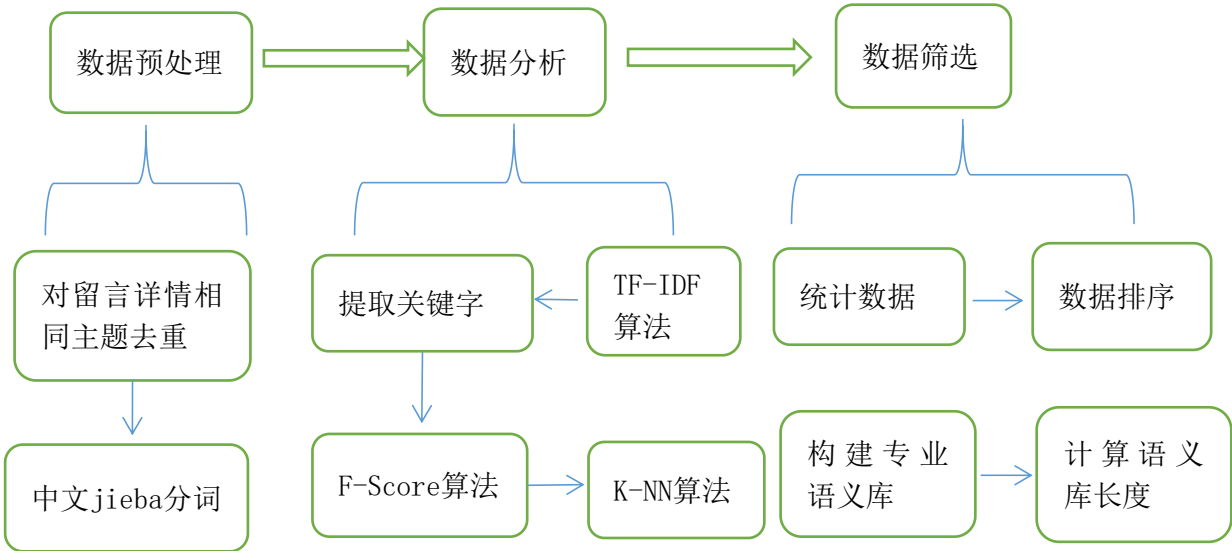 数据预处理
数据分析
数据筛选
对留言详情相
同主题去重
提取关键字
TF-IDF
算法
统计数据
数据排序
中文jieba分词
F-Score算法
K-NN算法
构建专业
语义库
计算语义
库长度